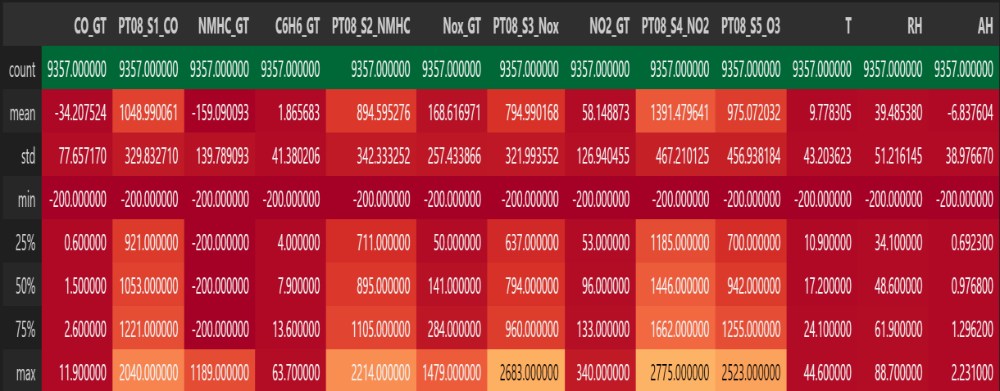 CO_GT PT08_S1_CO NMHC_GT C6H6_GT PT08_S2_NMHC Nox_GT PT08_S3_Nox NO2_GT PT08_S4_NO2 PT08_S5_O3 T RH AH
count 9357.000000 9357.000000 9357.000000 9357.000000 9357.000000 9357.000000 9357.000000 9357.000000 9357.000000 9357.000000 9357.000000 9357.000000 9357.000000
mean -34.207524 1048.990061 -159.090093 1.865683 894.595276 168.616971 794.990168 58.148873 1391.479641 975.072032 9.778305 39.485380 -6.837604
std 77.657170 329.832710 139.789093 41.380206 342.333252 257.433866 321.993552 126.940455 467.210125 456.938184 43.203623 51.216145 38.976670
min -200.000000 -200.000000 -200.000000 -200.000000 -200.000000 -200.000000 -200.000000 -200.000000 -200.000000 -200.000000 -200.000000 -200.000000 -200.000000
25% 0.600000 921.000000 -200.000000 4.000000 711.000000 50.000000 637.000000 53.000000 1185.000000 700.000000 10.900000 34.100000 0.692300
50% 1.500000 1053.000000 -200.000000 7.900000 895.000000 141.000000 794.000000 96.000000 1446.000000 942.000000 17.200000 48.600000 0.976800
75% 2.600000 1221.000000 -200.000000 13.600000 1105.000000 284.000000 960.000000 133.000000 1662.000000 1255.000000 24.100000 61.900000 1.296200
max 11.900000 2040.000000 1189.000000 63.700000 2214.000000 1479.000000 2683.000000 340.000000 2775.000000 2523.000000 44.600000 88.700000 2.231000